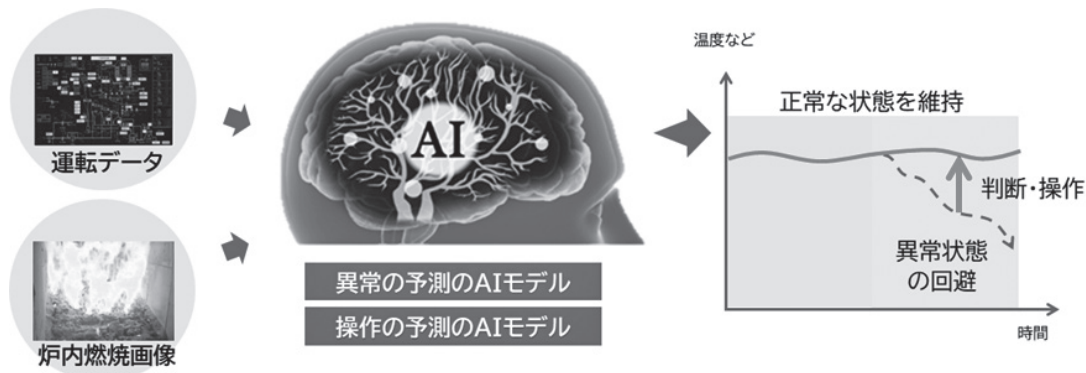 運転データ
炉内燃焼画像
AI
異常の予測のAIモデル
操作の予測のAIモデル
温度など
正常な状態を維持
判断・操作
異常状態
の回避
時間